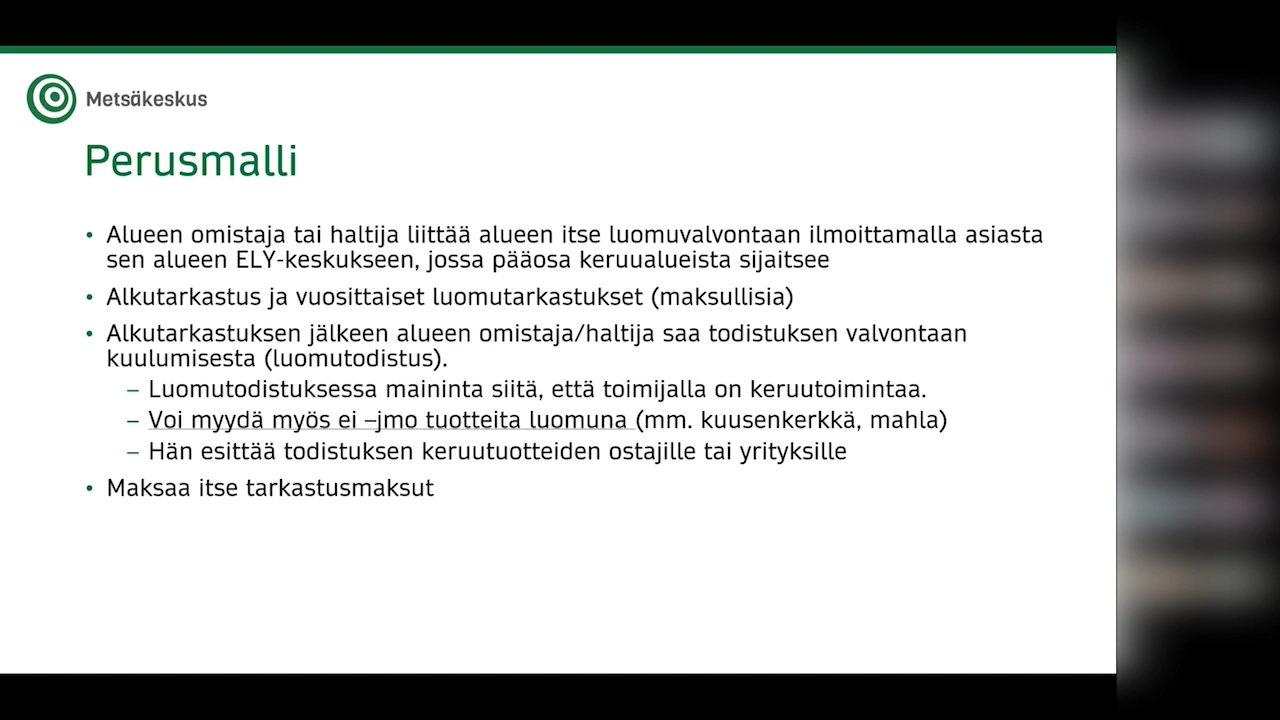 Metsäkeskus
Perusmalli
• Alueen omistaja tai haltija liittää alueen itse luomuvalvontaan ilmoittamalla asiasta
sen alueen ELY-keskukseen, jossa pääosa keruualueista sijaitsee
• Alkutarkastus ja vuosittaiset luomutarkastukset (maksullisia)
• Alkutarkastuksen jälkeen alueen omistaja/haltija saa todistuksen valvontaan
kuulumisesta (luomutodistus).
– Luomutodistuksessa maininta siitä, että toimijalla on keruutoimintaa.
– Voi myydä myös ei –jmo tuotteita luomuna (mm. kuusenkerkkä, mahla)
– Hän esittää todistuksen keruutuotteiden ostajille tai yrityksille
• Maksaa itse tarkastusmaksut